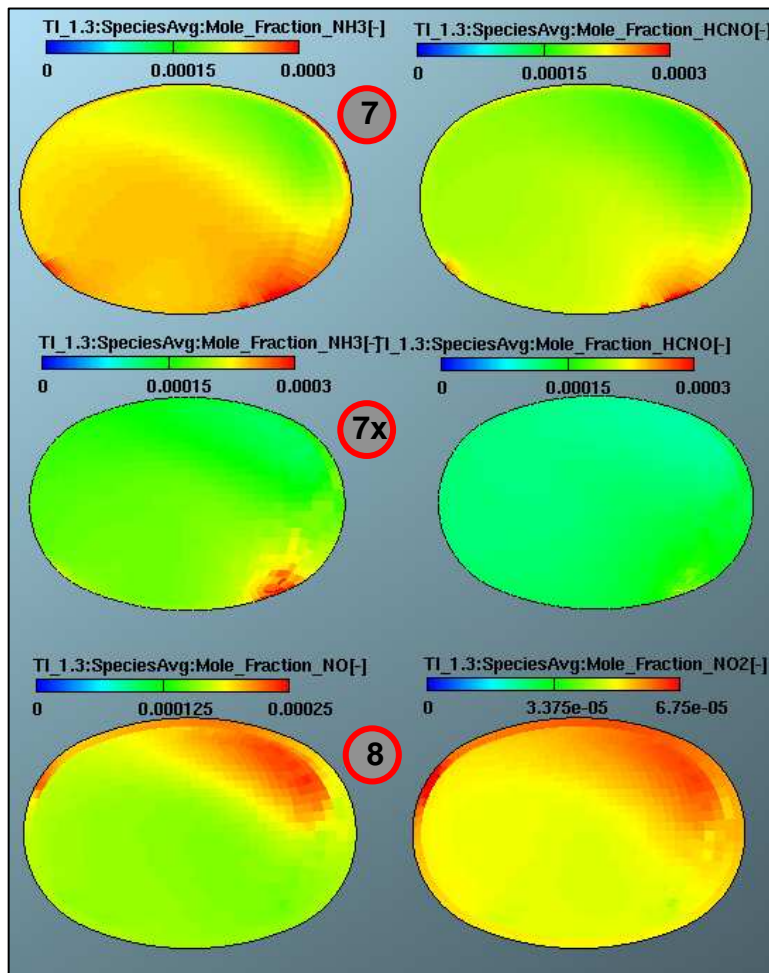 TI_1.3:SpeciesAvg:Mole_Fraction_NH3[-]
0 0.00015 0.0003
TI_1.3:SpeciesAvg:Mole_Fraction_HCNO[-]
0 0.00015 0.0003
7
TI_1.3:SpeciesAvg:Mole_Fraction_NH3[-]
0 0.00015 0.0003
TI_1.3:SpeciesAvg:Mole_Fraction_HCNO[-]
0 0.00015 0.0003
7x
TI_1.3:SpeciesAvg:Mole_Fraction_NO[-]
0 0.000125 0.00025
TI_1.3:SpeciesAvg:Mole_Fraction_NO2[-]
0 3.375e-05 6.75e-05
8